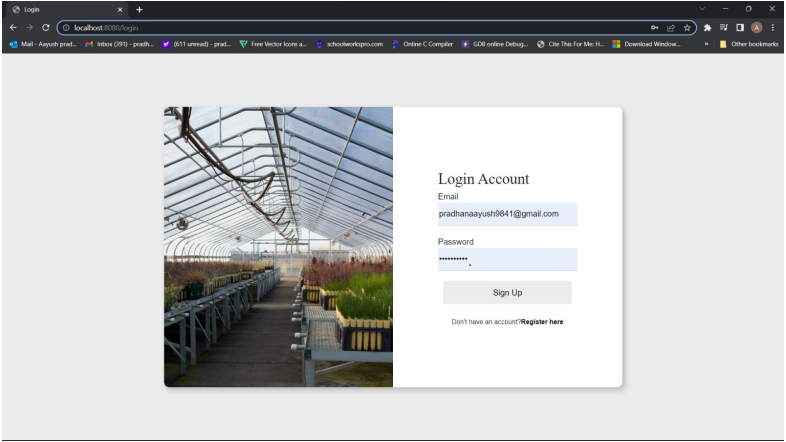 Login
localhost:8080/login
A
Mail - Aayush prad... Inbox (391) - pradh... (611 unread) - prad... Free Vector Icons a... schoolworkspro.com Online C Compiler GDB online Debug... Cite This For Me: H... Download Window... » Other bookmarks
Login Account
Email
pradhanaayush9841@gmail.com
Password
Sign Up
Don't have an account?Register here